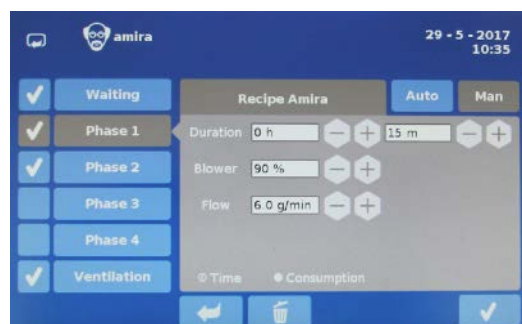 amira
29 - 5 - 2017
10:35
Waiting
Recipe Amira
Auto
Man
Phase 1
Duration 0 h 15 m
Phase 2
Blower 90 %
Phase 3
Flow 6.0 g/min
Phase 4
Ventilation
Time
Consumption